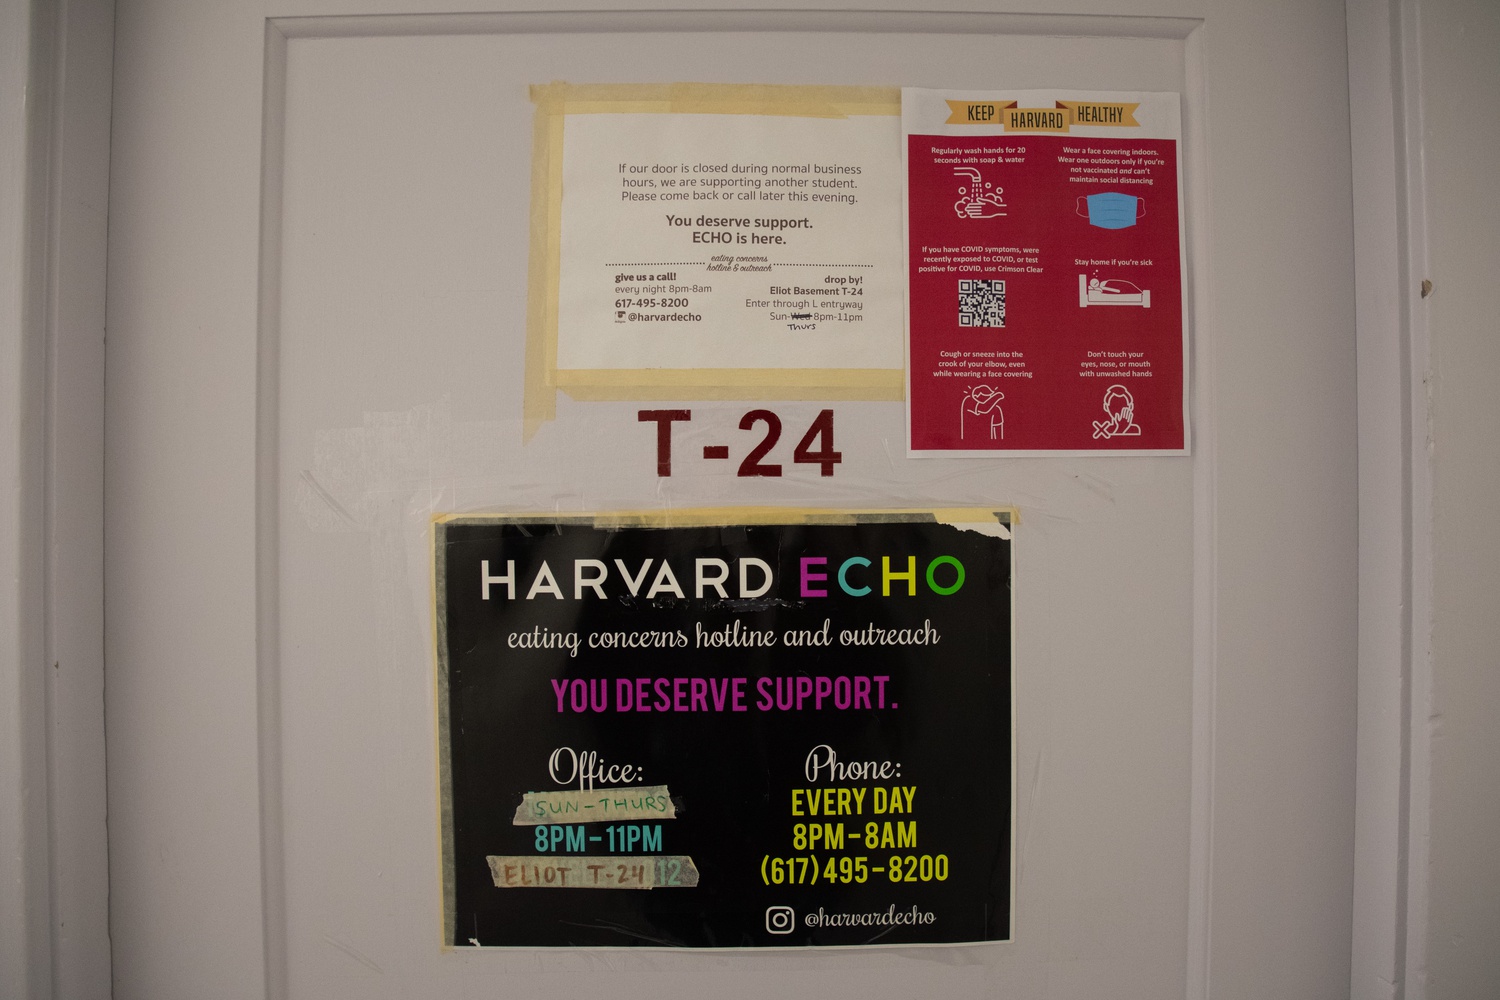 If our door is closed during normal business
hours, we are supporting another student.
Please come back or call later this evening.
You deserve support.
ECHO is here.
eating concerns
hotline & outreach
give us a call!
every night 8pm-8am
617-495-8200
@harvardecho
drop by!
Eliot Basement T-24
Enter through L entryway
Sun-Wed 8pm-11pm
Thurs
KEEP HARVARD HEALTHY
Regularly wash hands for 20
seconds with soap & water
Wear a face covering indoors.
Wear one outdoors only if you're
not vaccinated and can't
maintain social distancing
If you have COVID symptoms, were
recently exposed to COVID, or test
positive for COVID, use Crimson Clear
Stay home if you're sick
Cough or sneeze into the
crook of your elbow, even
while wearing a face covering
Don't touch your
eyes, nose, or mouth
with unwashed hands
T-24
HARVARD ECHO
eating concerns hotline and outreach
YOU DESERVE SUPPORT.
Office:
SUN-THURS
8PM-11PM
ELIOT T-24 12
Phone:
EVERY DAY
8PM-8AM
(617) 495-8200
@harvardecho